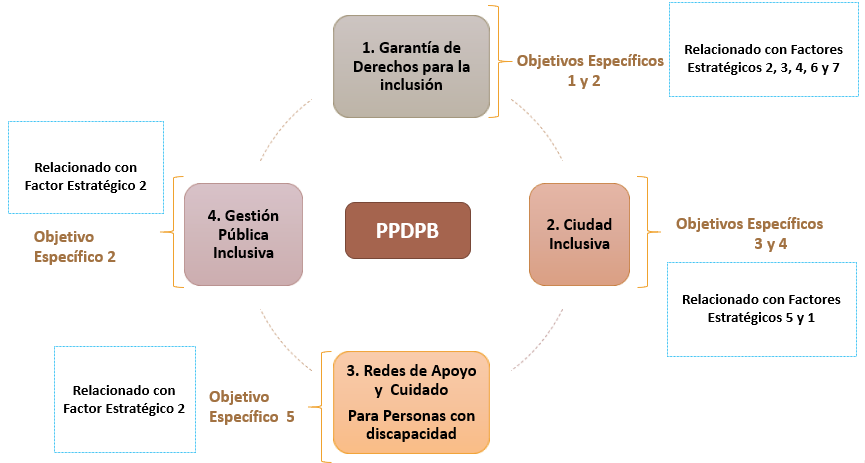 1. Garantía de
Derechos para la
inclusión
Objetivos Específicos
1 y 2
Relacionado con Factores
Estratégicos 2, 3, 4, 6 y 7
2. Ciudad
Inclusiva
Objetivos Específicos
3 y 4
Relacionado con Factores
Estratégicos 5 y 1
3. Redes de Apoyo
y Cuidado
Para Personas con
discapacidad
Objetivo
Específico 5
Relacionado con
Factor Estratégico 2
4. Gestión
Pública
Inclusiva
Relacionado con
Factor Estratégico 2
Objetivo
Específico 2
PPDPB